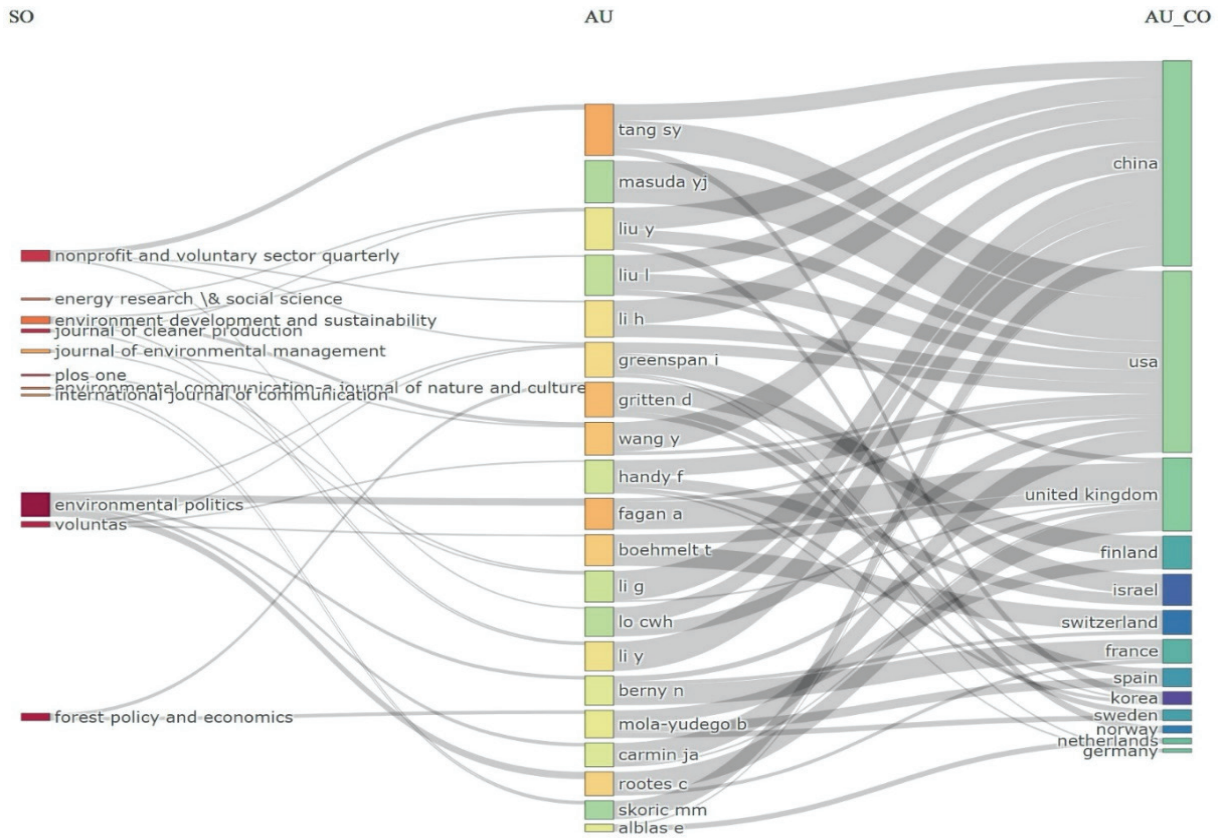 SO
AU
AU_CO
nonprofit and voluntary sector quarterly
energy research \& social science
environment development and sustainability
journal of cleaner production
journal of environmental management
plos one
environmental communication-a journal of nature and culture
international journal of communication
environmental politics
voluntas
forest policy and economics
tang sy
masuda yj
liu y
liu l
li h
greenspan i
gritten d
wang y
handy f
fagan a
boehmelt t
li g
lo cwh
li y
berny n
mola-yudego b
carmin ja
rootes c
skoric mm
alblas e
china
usa
united kingdom
finland
israel
switzerland
france
spain
korea
sweden
norway
netherlands
germany